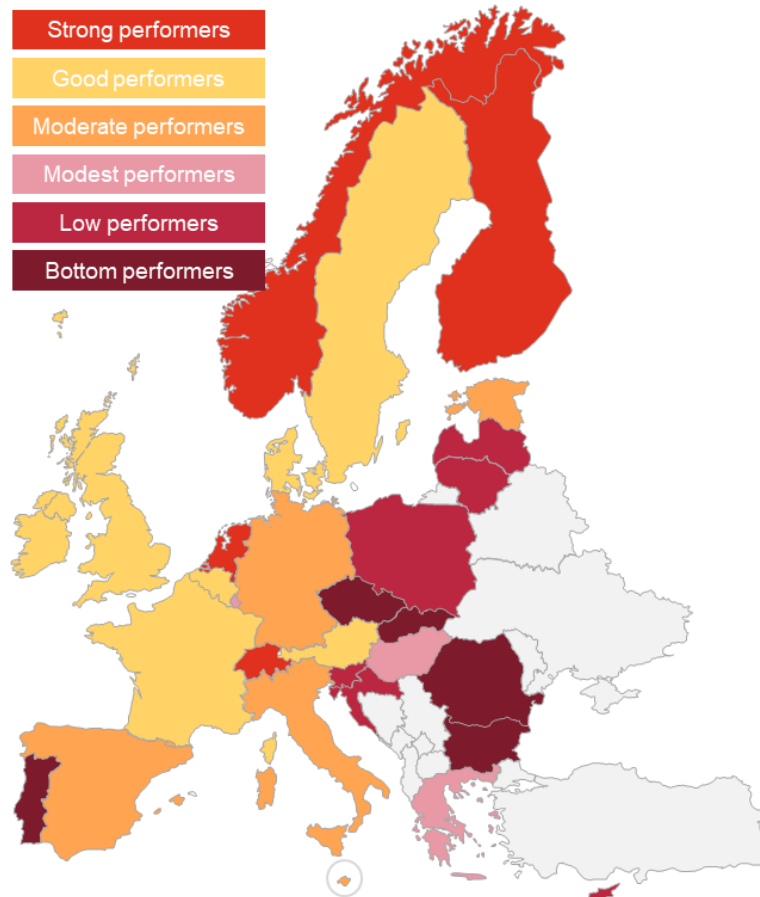 Strong performers
Good performers
Moderate performers
Modest performers
Low performers
Bottom performers